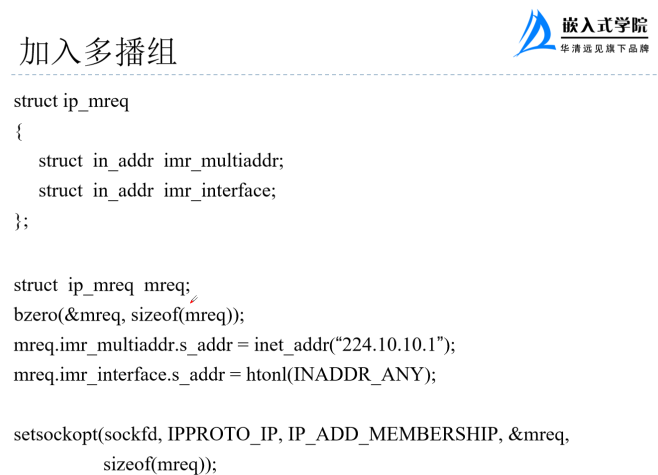 加入多播组
嵌入式学院
华清远见旗下品牌
struct ip_mreq
{
struct in_addr imr_multiaddr;
struct in_addr imr_interface;
};
struct ip_mreq mreq;
bzero(&mreq, sizeof(mreq));
mreq.imr_multiaddr.s_addr = inet_addr(“224.10.10.1”);
mreq.imr_interface.s_addr = htonl(INADDR_ANY);
setsockopt(sockfd, IPPROTO_IP, IP_ADD_MEMBERSHIP, &mreq,
sizeof(mreq));